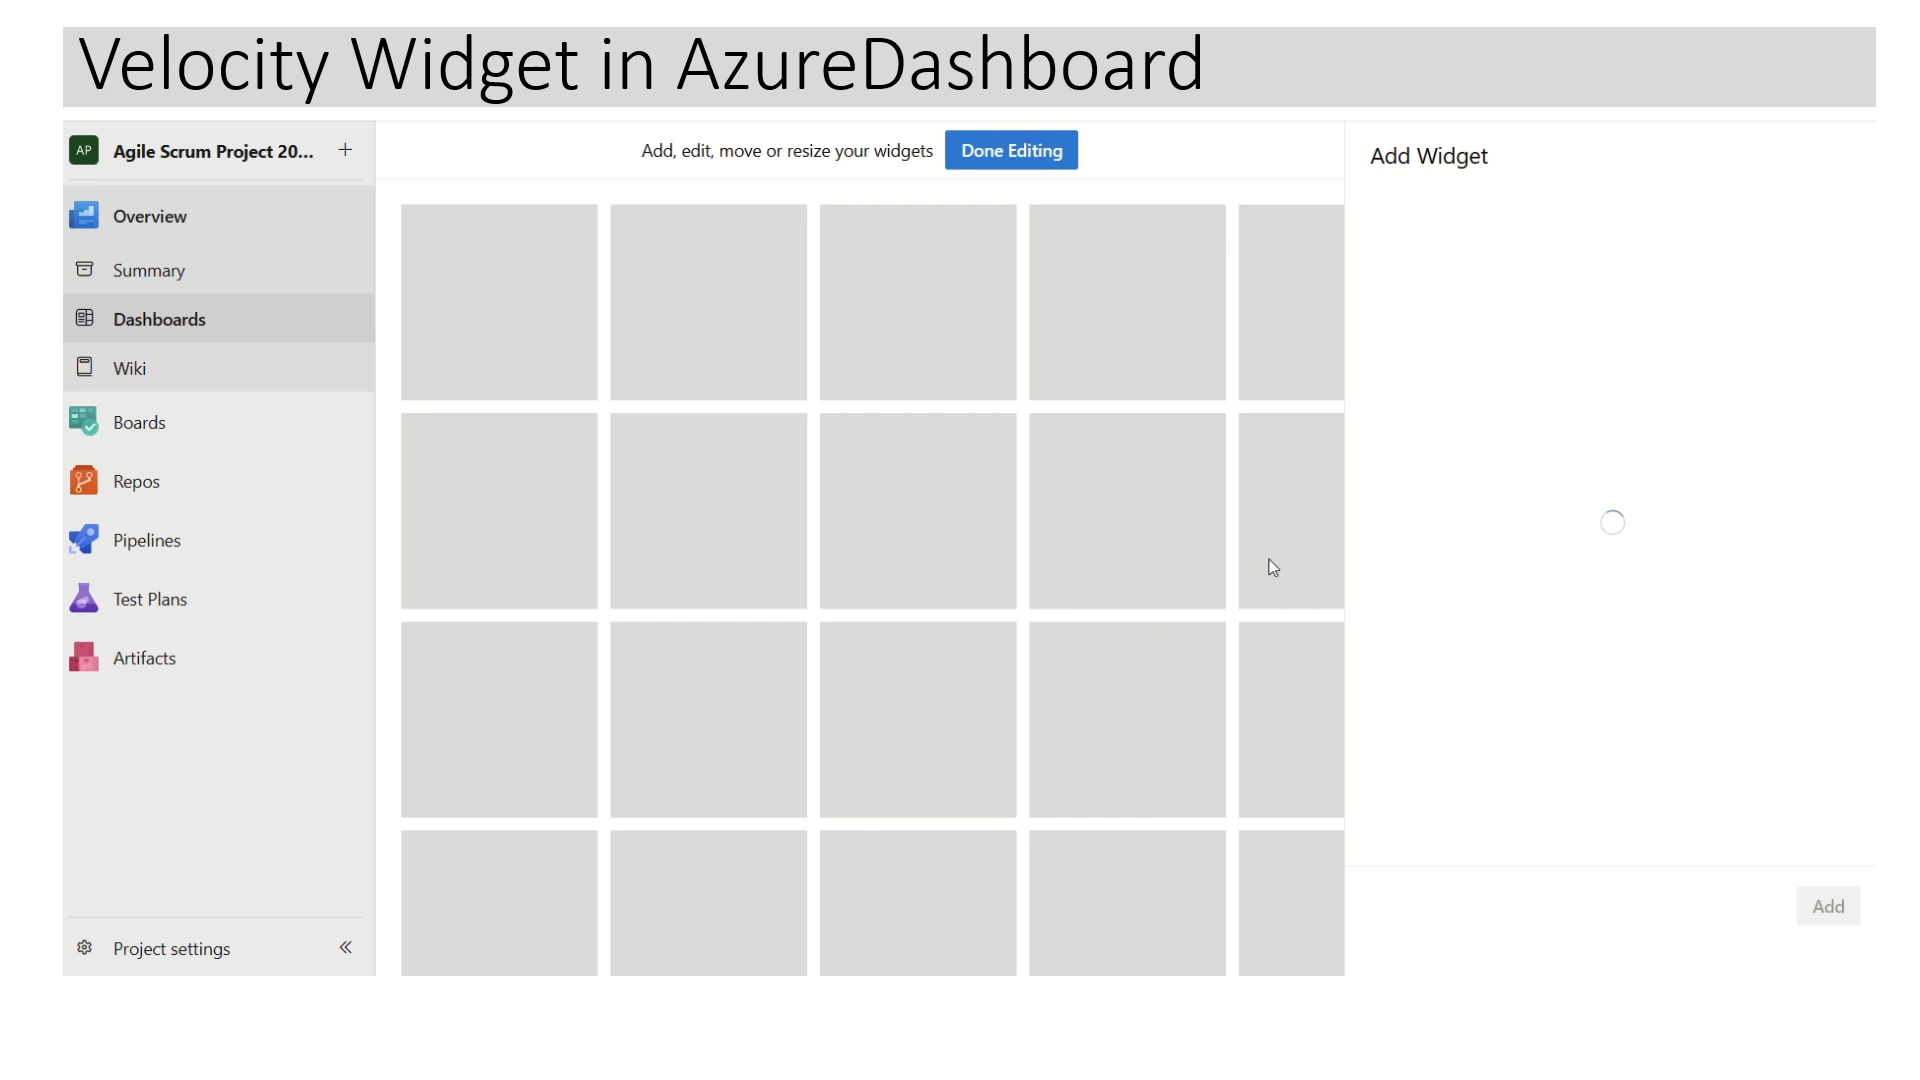 Velocity Widget in AzureDashboard
AP
Agile Scrum Project 20...
Add, edit, move or resize your widgets
Done Editing
Add Widget
Overview
Summary
Dashboards
Wiki
Boards
Repos
Pipelines
Test Plans
Artifacts
Add
Project settings